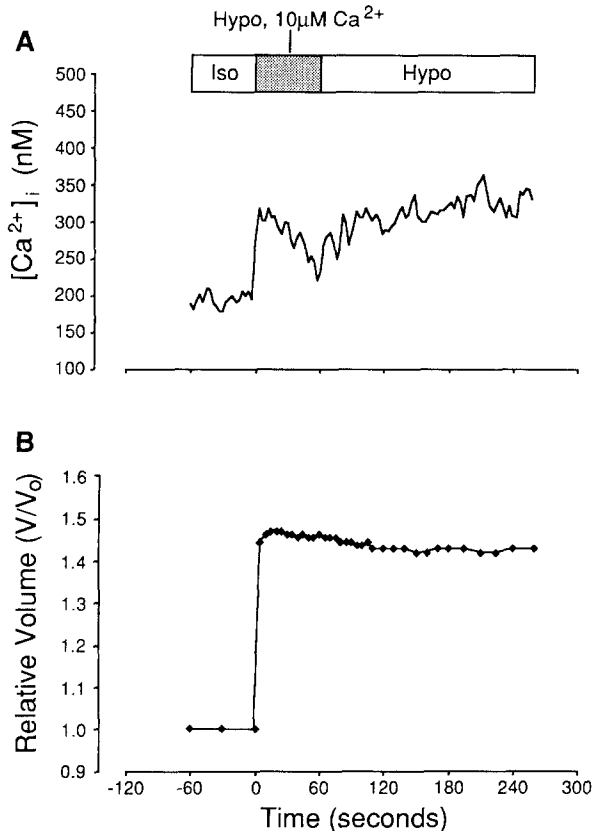 Hypo, 10μM Ca2+
A
Iso
Hypo
500
450
400
350
300
250
200
150
100
[Ca2+]i (nM)
B
1.6
1.5
1.4
1.3
1.2
1.1
1.0
0.9
Relative Volume (V/Vo)
-120 -60 0 60 120 180 240 300
Time (seconds)